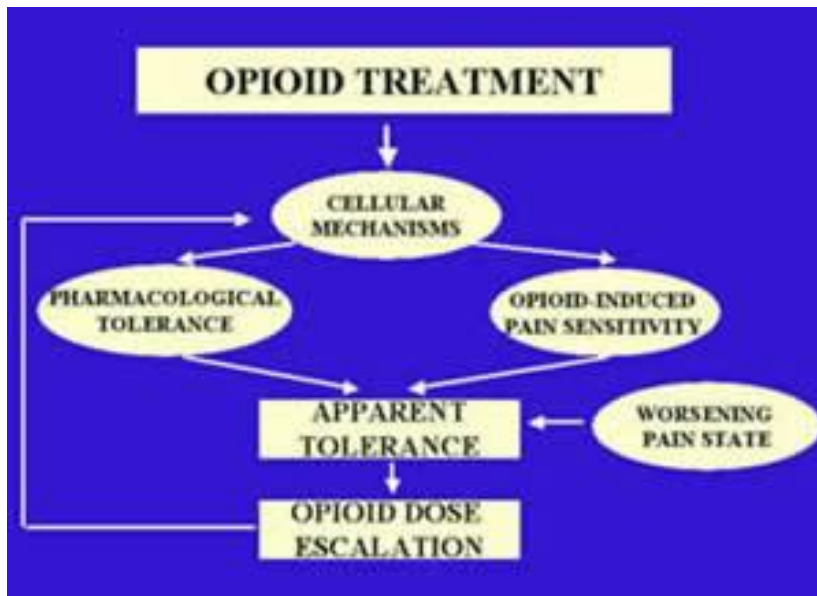 OPIOID TREATMENT
CELLULAR
MECHANISMS
PHARMACOLOGICAL
TOLERANCE
OPIOID-INDUCED
PAIN SENSITIVITY
APPARENT
TOLERANCE
WORSENING
PAIN STATE
OPIOID DOSE
ESCALATION